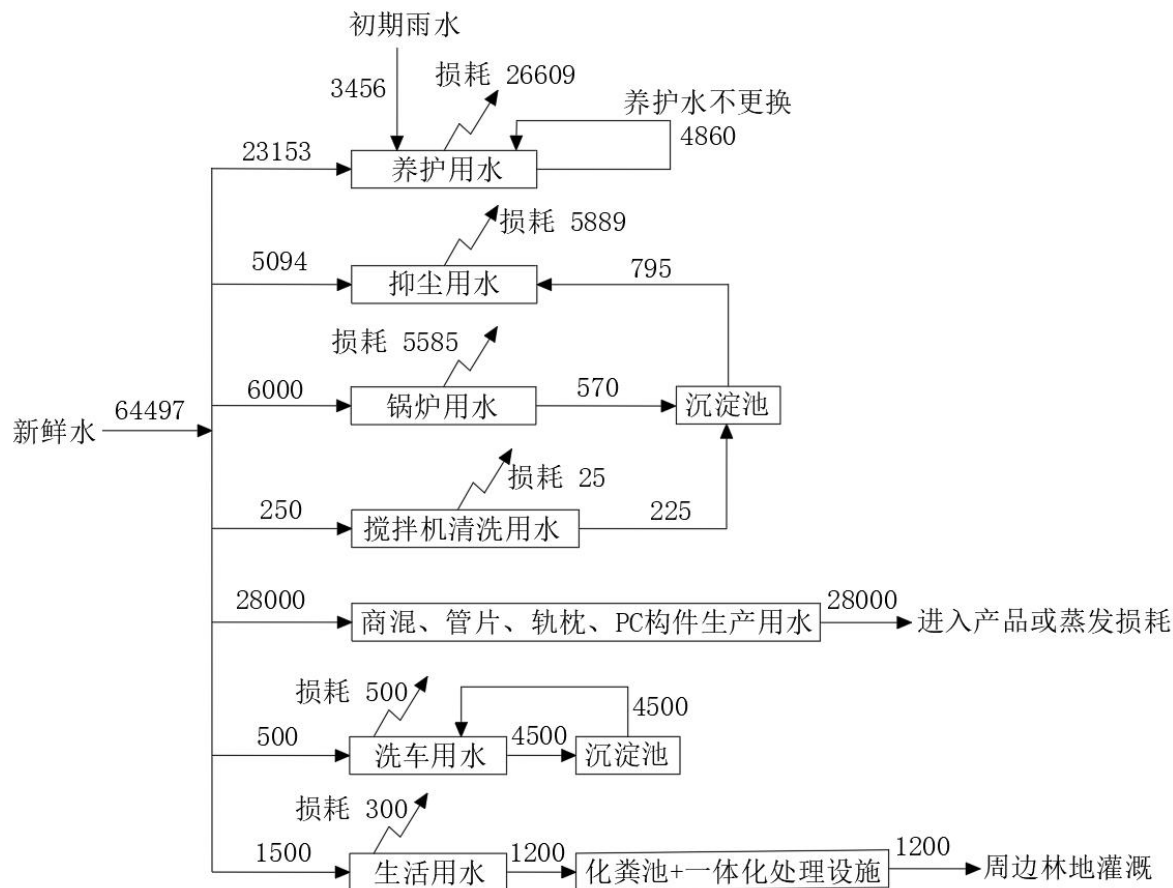 初期雨水
3456
损耗 26609
养护水不更换
4860
23153
养护用水
损耗 5889
5094
抑尘用水
795
损耗 5585
6000
锅炉用水
570
沉淀池
新鲜水
64497
损耗 25
250
搅拌机清洗用水
225
28000
商混、管片、轨枕、PC构件生产用水
28000
进入产品或蒸发损耗
损耗 500
4500
500
洗车用水
4500
沉淀池
损耗 300
1500
生活用水
1200
化粪池+一体化处理设施
1200
周边林地灌溉